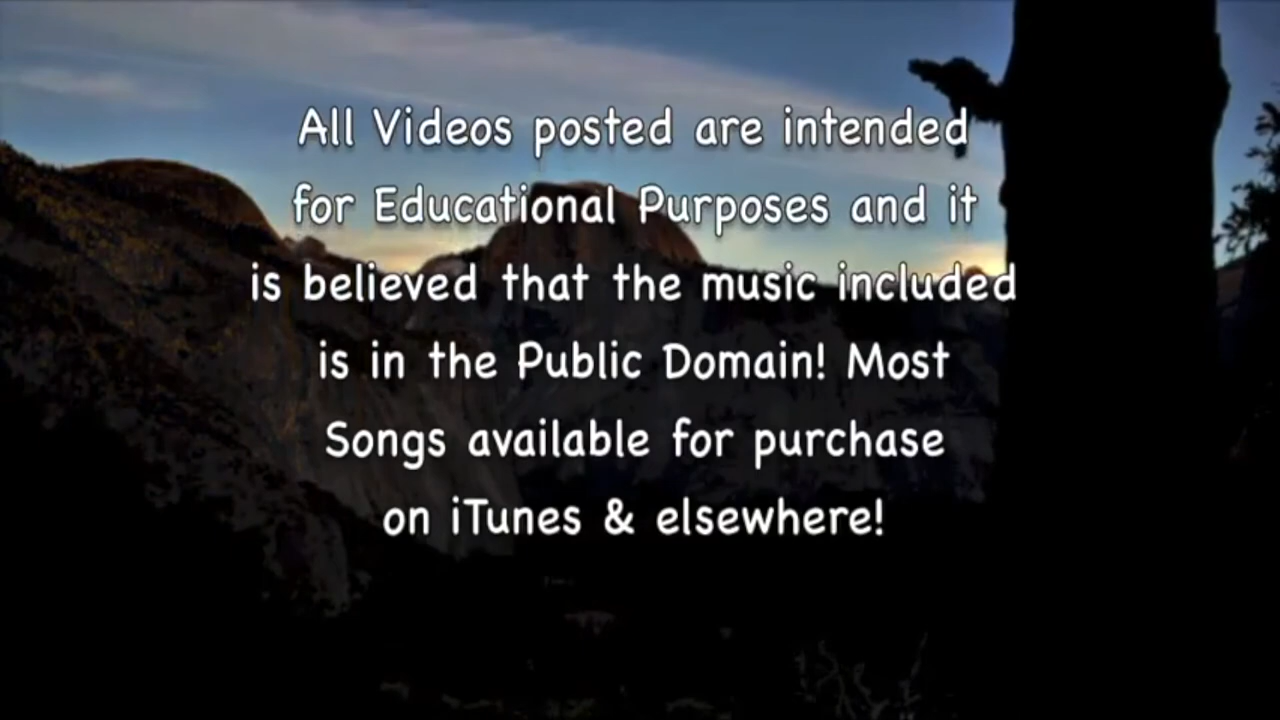 All Videos posted are intended
for Educational Purposes and it
is believed that the music included
is in the Public Domain! Most
Songs available for purchase
on iTunes & elsewhere!